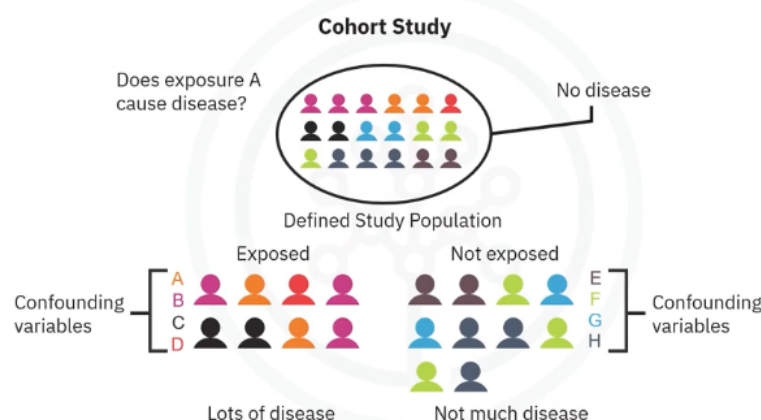 Cohort Study
Does exposure A
cause disease?
No disease
Defined Study Population
Exposed
Not exposed
Confounding
variables
A
B
C
D
E
F
G
H
Confounding
variables
Lots of disease
Not much disease